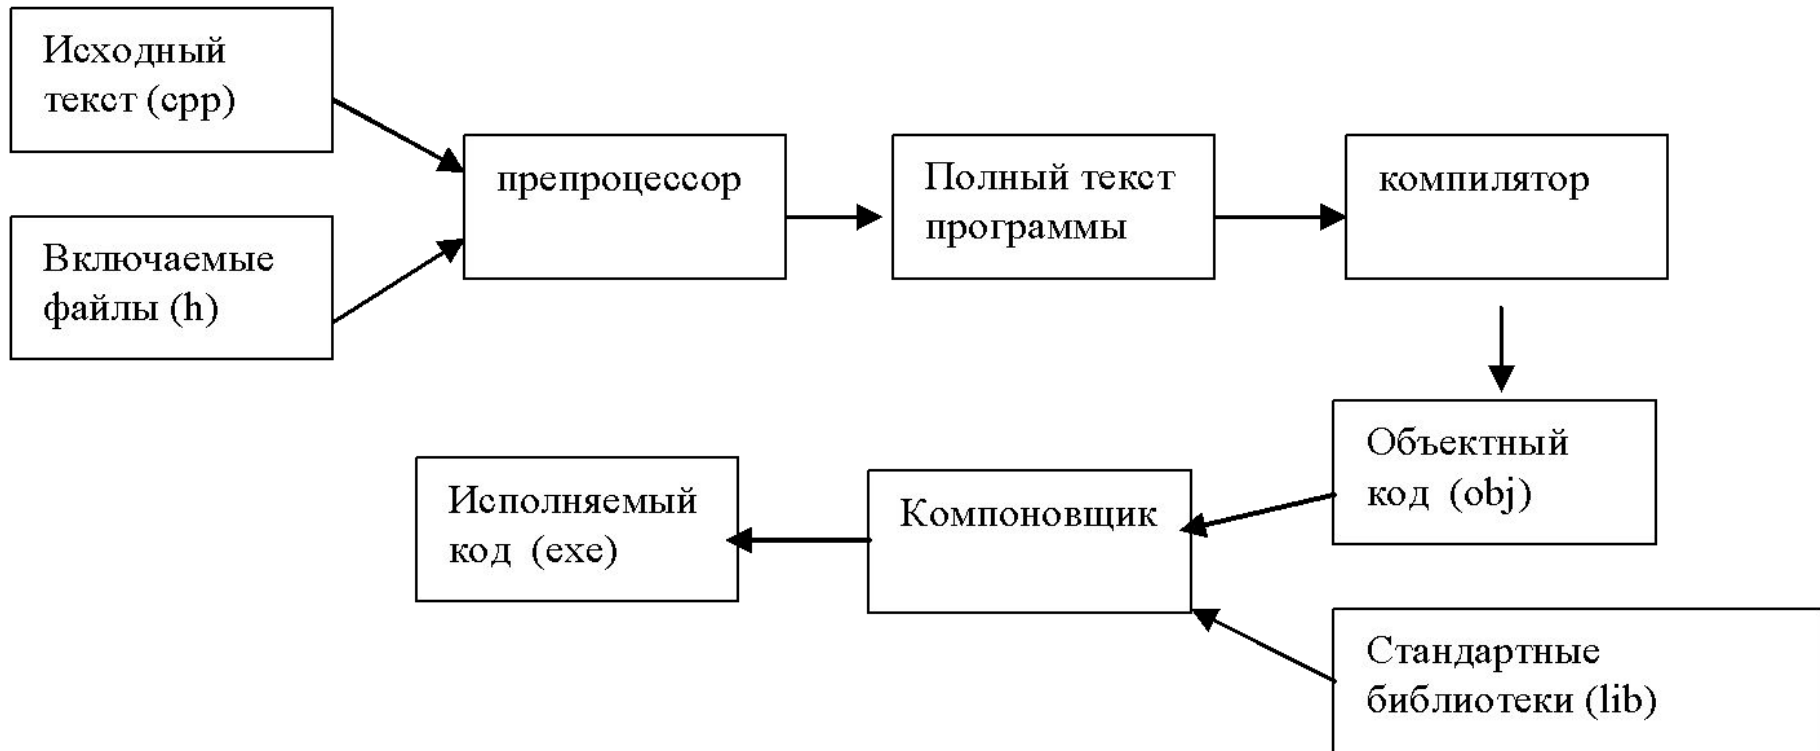 Исходный
текст (cpp)
Включаемые
файлы (h)
препроцессор
Полный текст
программы
компилятор
Объектный
код (obj)
Стандартные
библиотеки (lib)
Компоновщик
Исполняемый
код (exe)